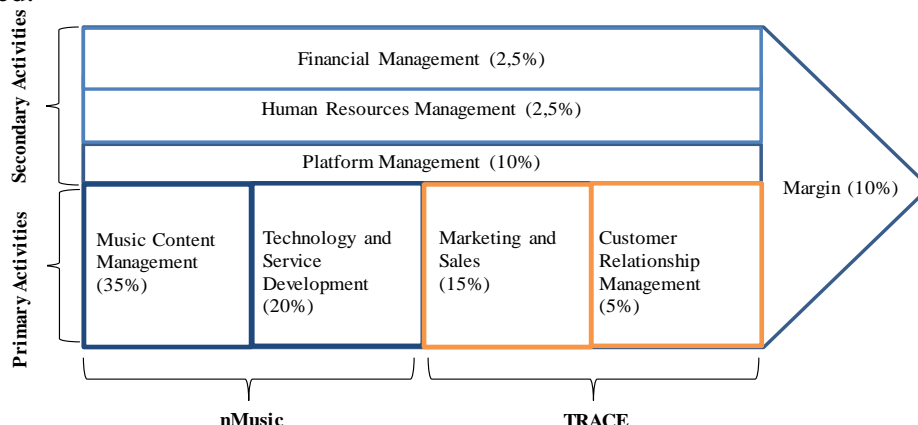 Secondary Activities
Financial Management (2,5%)
Human Resources Management (2,5%)
Platform Management (10%)
Margin (10%)
Primary Activities
Music Content
Management
(35%)
Technology and
Service
Development
(20%)
Marketing and
Sales
(15%)
Customer
Relationship
Management
(5%)
nMusic
TRACE